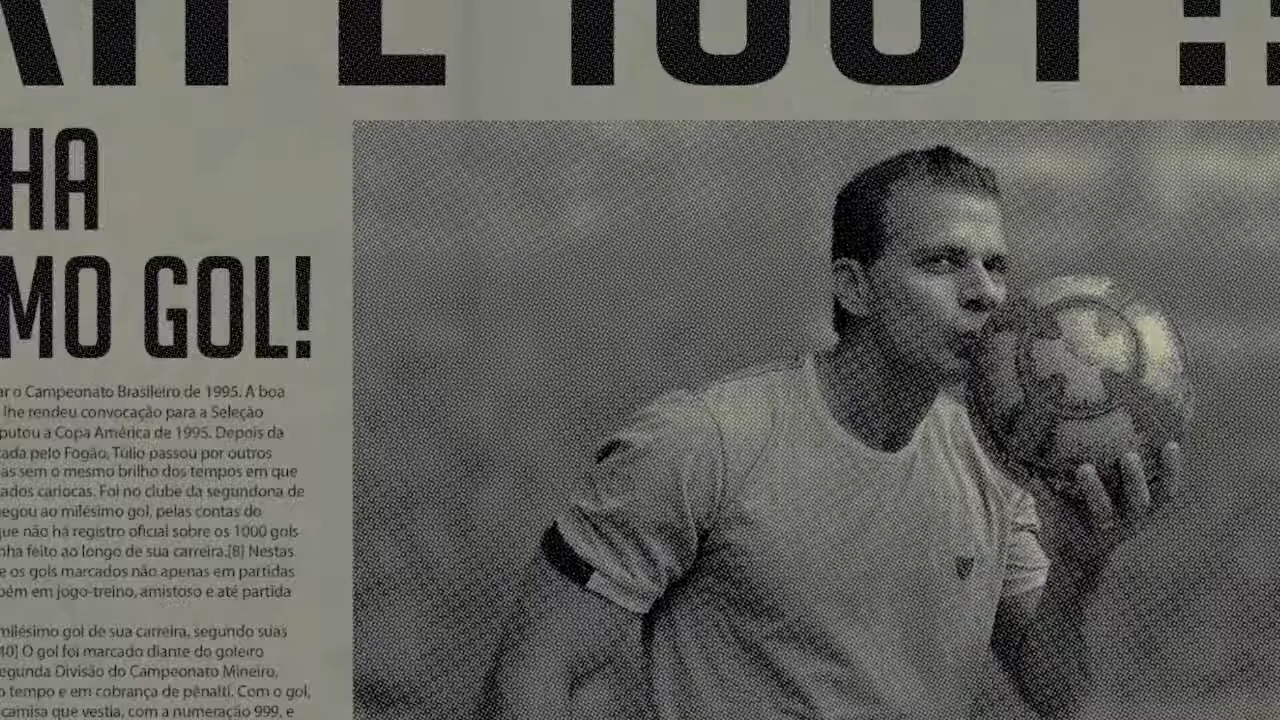 HA
MO GOL!
ar o Campeonato Brasileiro de 1995. A boa
lhe rendeu convocação para a Seleção
putou a Copa América de 1995. Depois da
ada pelo Fogão, Túlio passou por outros
as sem o mesmo brilho dos tempos em que
ados cariocas. Foi no clube da segundona de
egou ao milésimo gol, pelas contas do
que não há registro oficial sobre os 1000 gols
nha feito ao longo de sua carreira.[8] Nestas
e os gols marcados não apenas em partidas
bém em jogo-treino, amistoso e até partida
milésimo gol de sua carreira, segundo suas
40] O gol foi marcado diante do goleiro
egunda Divisão do Campeonato Mineiro,
o tempo e em cobrança de pênalti. Com o gol,
camisa que vestia, com a numeração 999, e